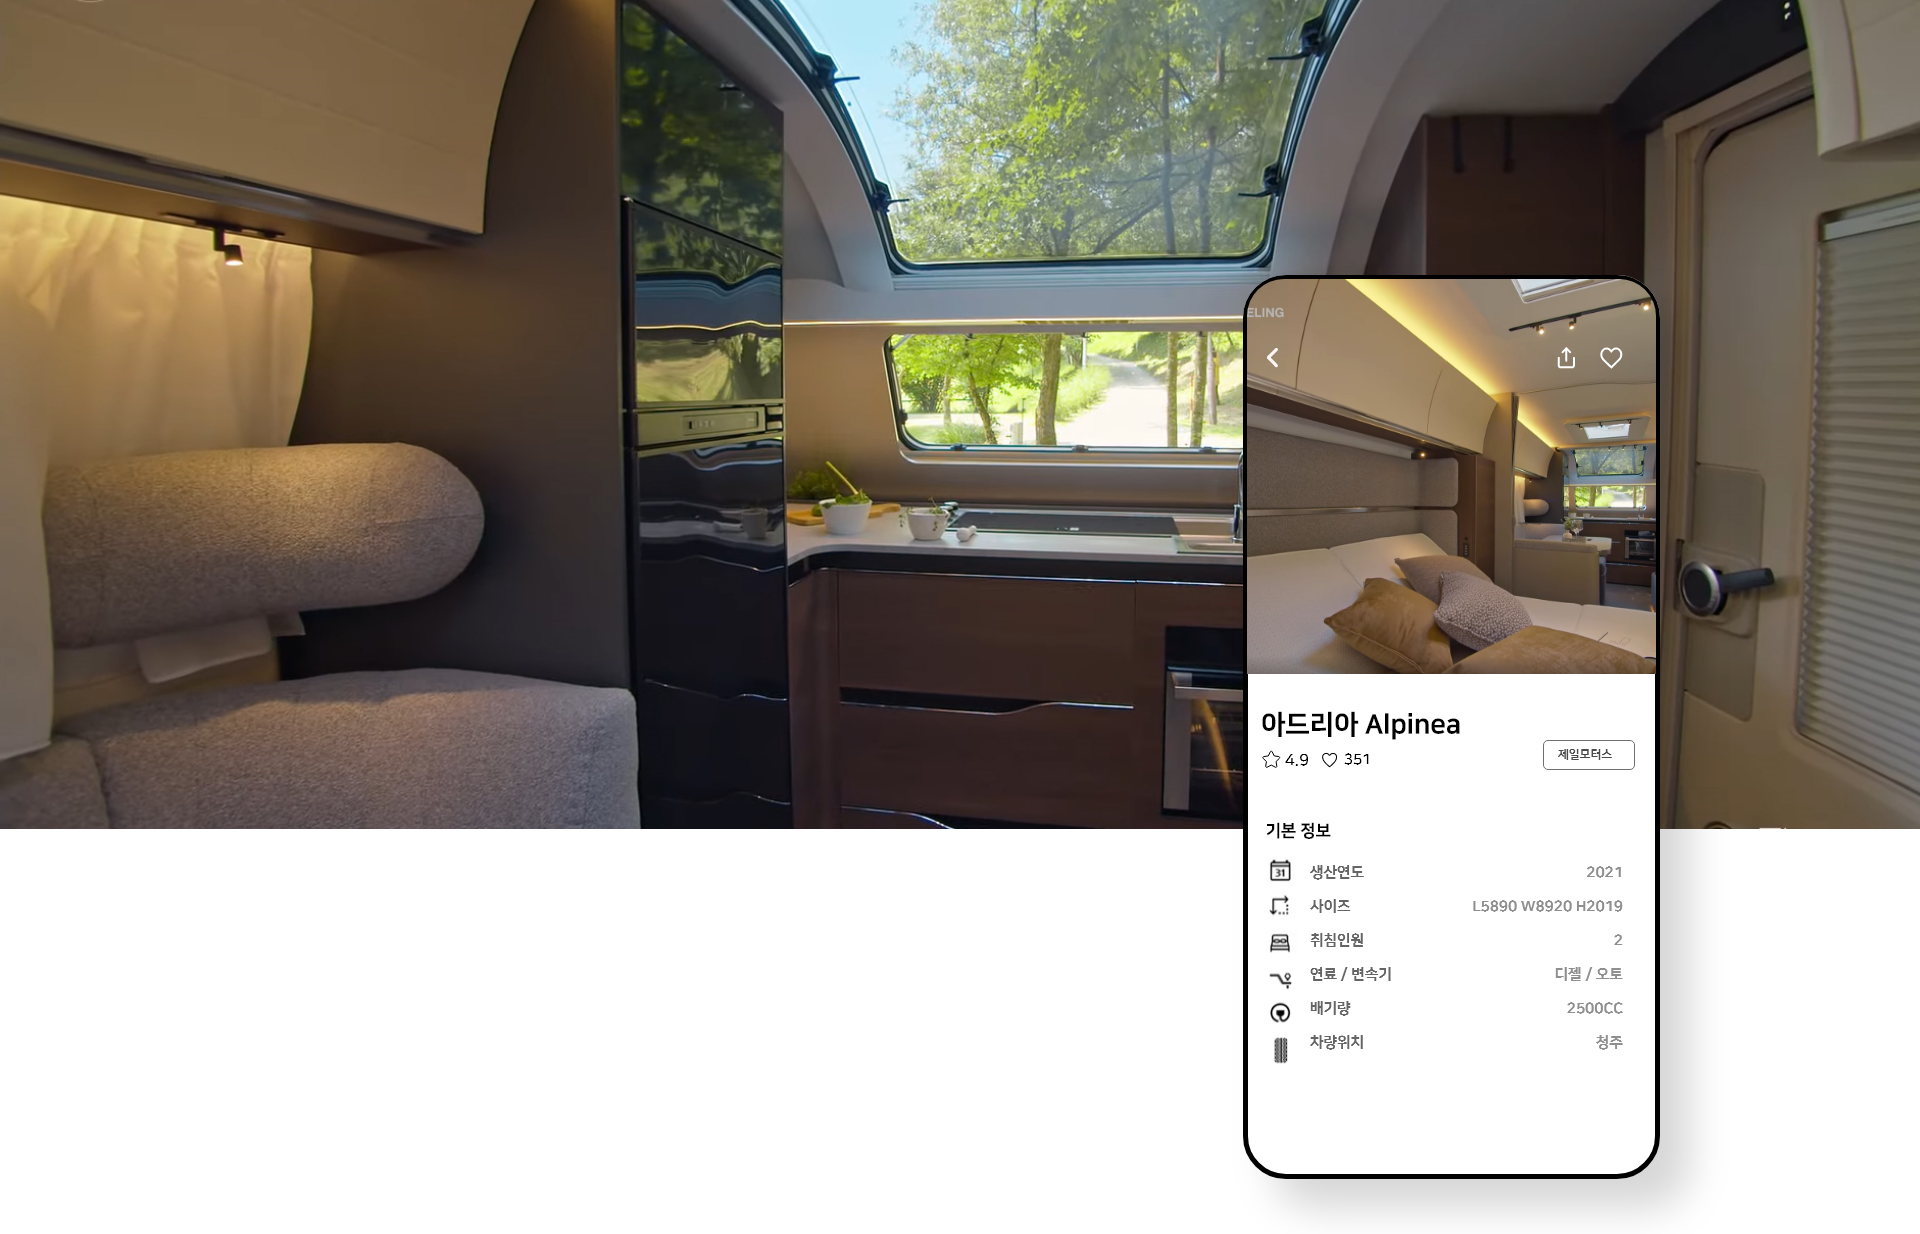 ELING
아드리아 Alpinea
4.9 351
제일모터스
기본 정보
31 생산연도 2021
사이즈 L5890 W8920 H2019
취침인원 2
연료 / 변속기 디젤 / 오토
배기량 2500CC
차량위치 청주